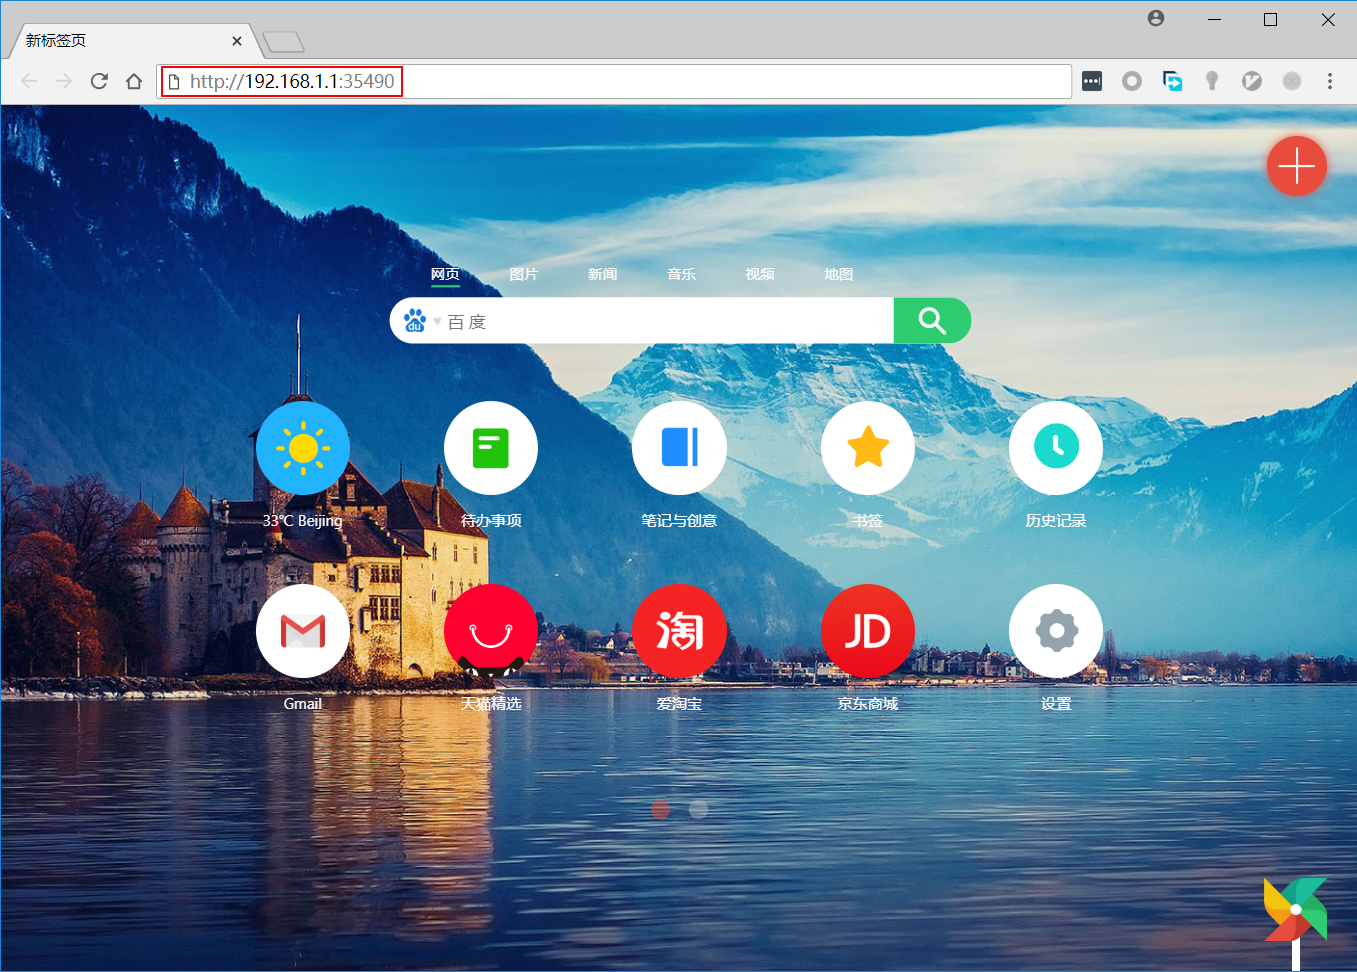 新标签页
http://192.168.1.1:35490
网页 图片 新闻 音乐 视频 地图
du 百度
33℃ Beijing 待办事项 笔记与创意 书签 历史记录
淘 JD
Gmail 天猫精选 爱淘宝 京东商城 设置